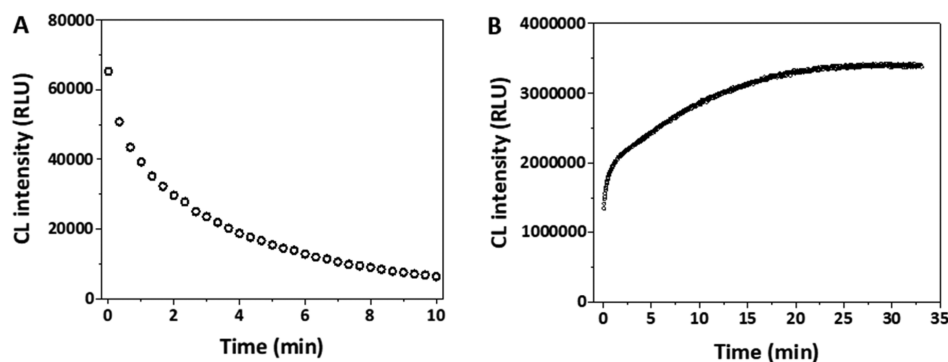 A
CL intensity (RLU)
80000
60000
40000
20000
0
0 2 4 6 8 10
Time (min)
B
CL intensity (RLU)
4000000
3000000
2000000
1000000
0
0 5 10 15 20 25 30 35
Time (min)